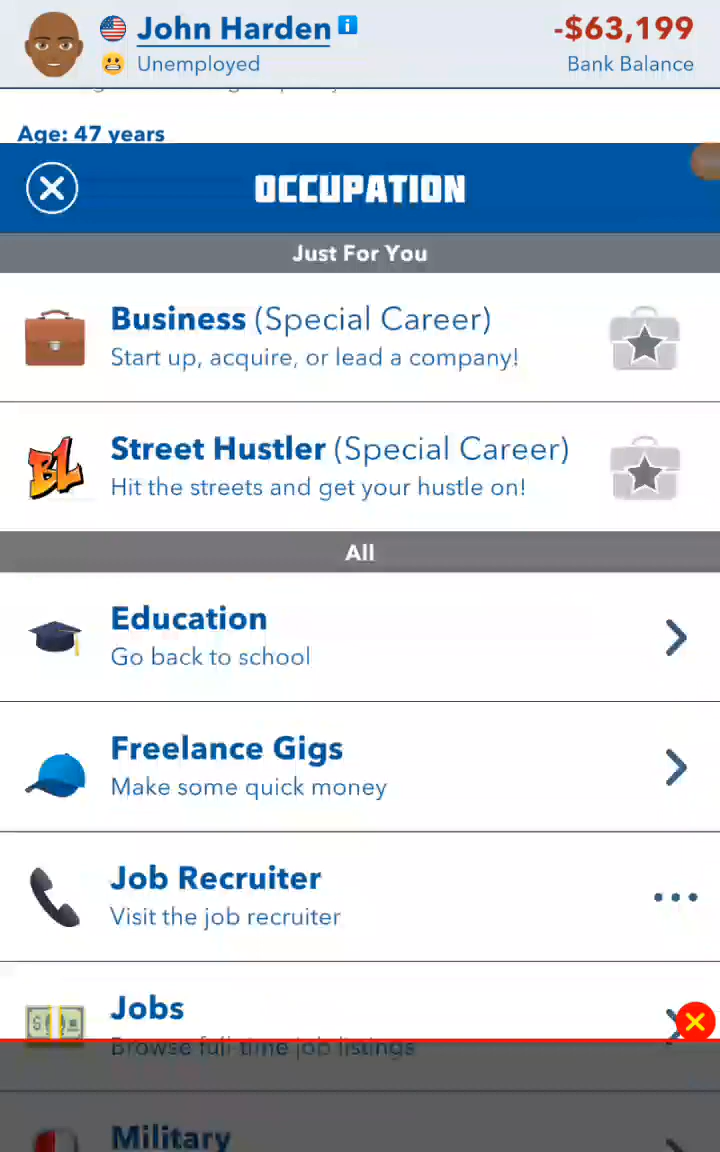 John Harden
-$63,199
Unemployed
Bank Balance
Age: 47 years
OCCUPATION
Just For You
Business (Special Career)
Start up, acquire, or lead a company!
BL
Street Hustler (Special Career)
Hit the streets and get your hustle on!
All
Education
Go back to school
Freelance Gigs
Make some quick money
Job Recruiter
Visit the job recruiter
Jobs
Browse full-time job listings
Military